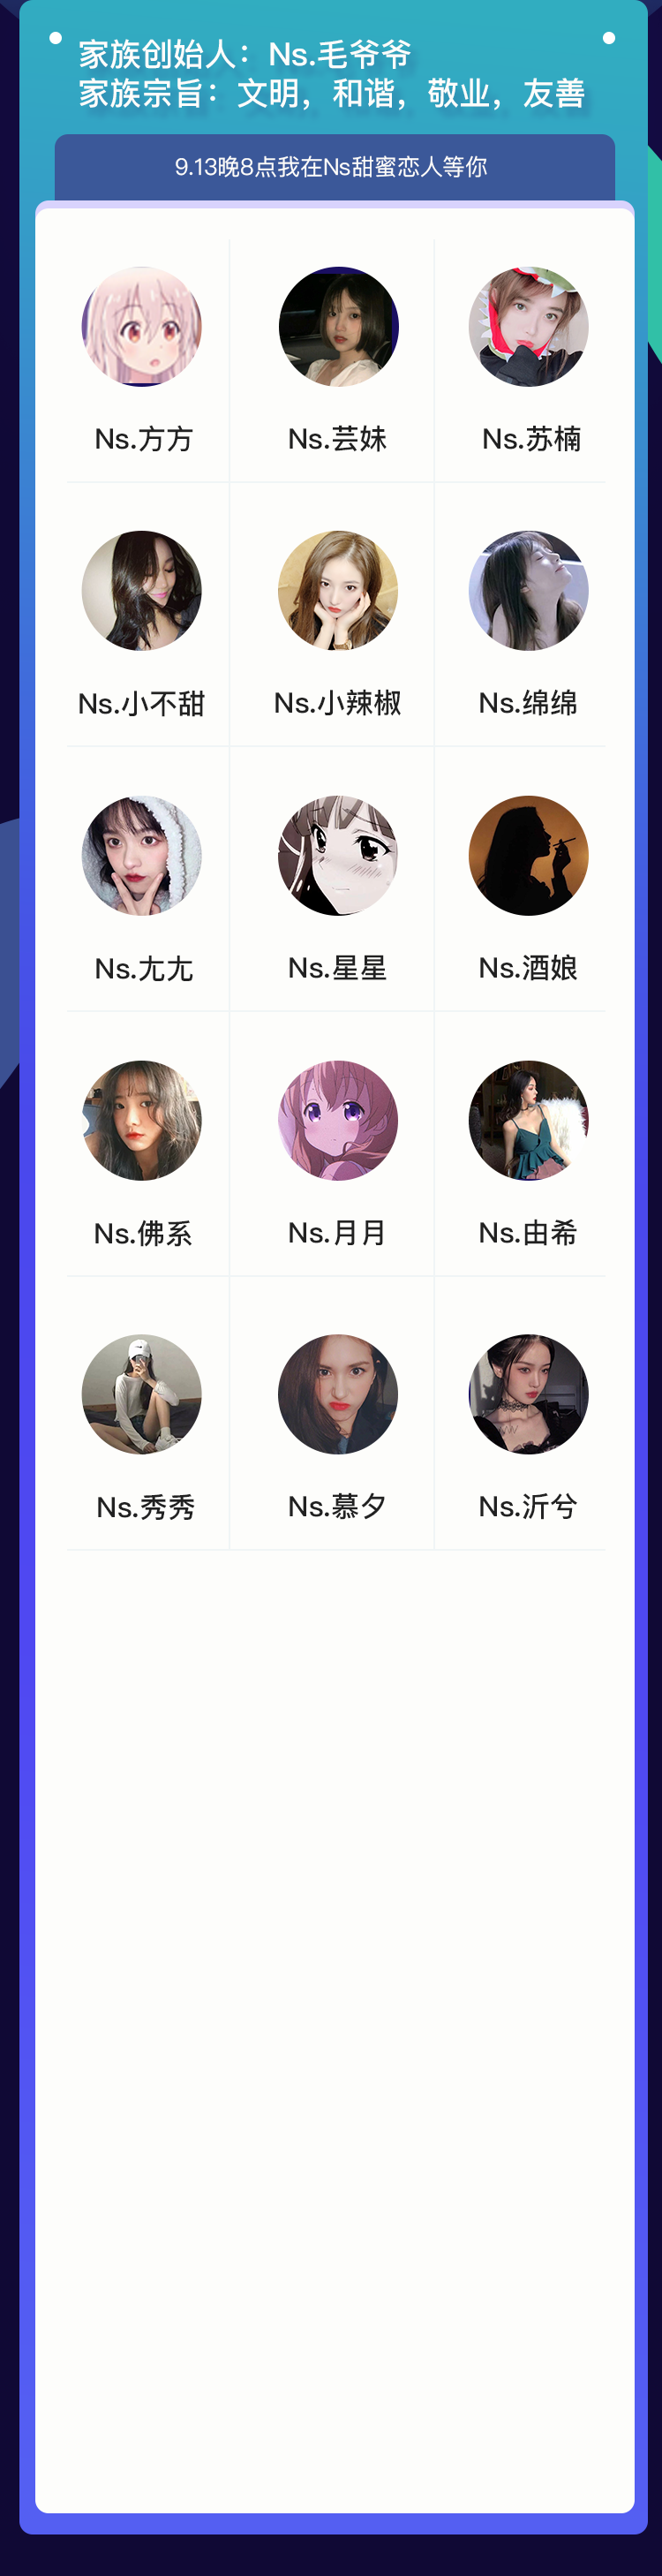 家族创始人：Ns.毛爷爷
家族宗旨：文明，和谐，敬业，友善
9.13晚8点我在Ns甜蜜恋人等你
Ns.方方
Ns.芸妹
Ns.苏楠
Ns.小不甜
Ns.小辣椒
Ns.绵绵
Ns.尢尢
Ns.星星
Ns.酒娘
Ns.佛系
Ns.月月
Ns.由希
Ns.秀秀
Ns.慕夕
Ns.沂兮